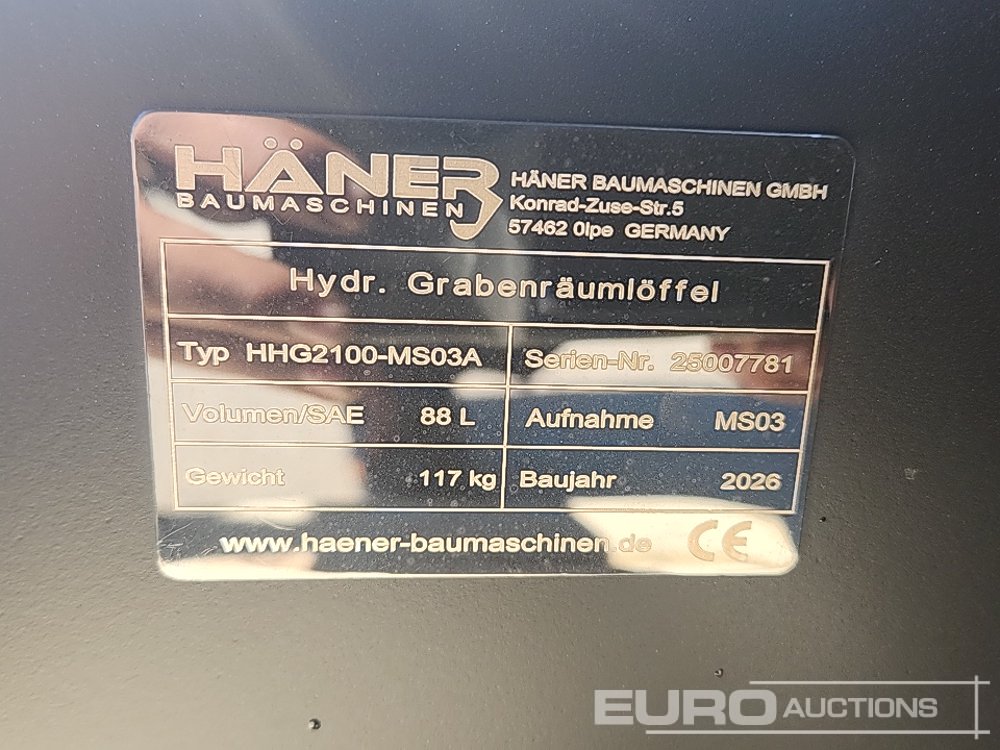 HÄNER
BAUMASCHINEN
HÄNER BAUMASCHINEN GMBH
Konrad-Zuse-Str.5
57462 Olpe GERMANY
Hydr. Grabenräumlöffel
Typ HHG2100-MS03A
Serien-Nr. 25007781
Volumen/SAE 88 L
Aufnahme MS03
Gewicht 117 kg
Baujahr 2026
www.haener-baumaschinen.de CE
EURO AUCTIONS